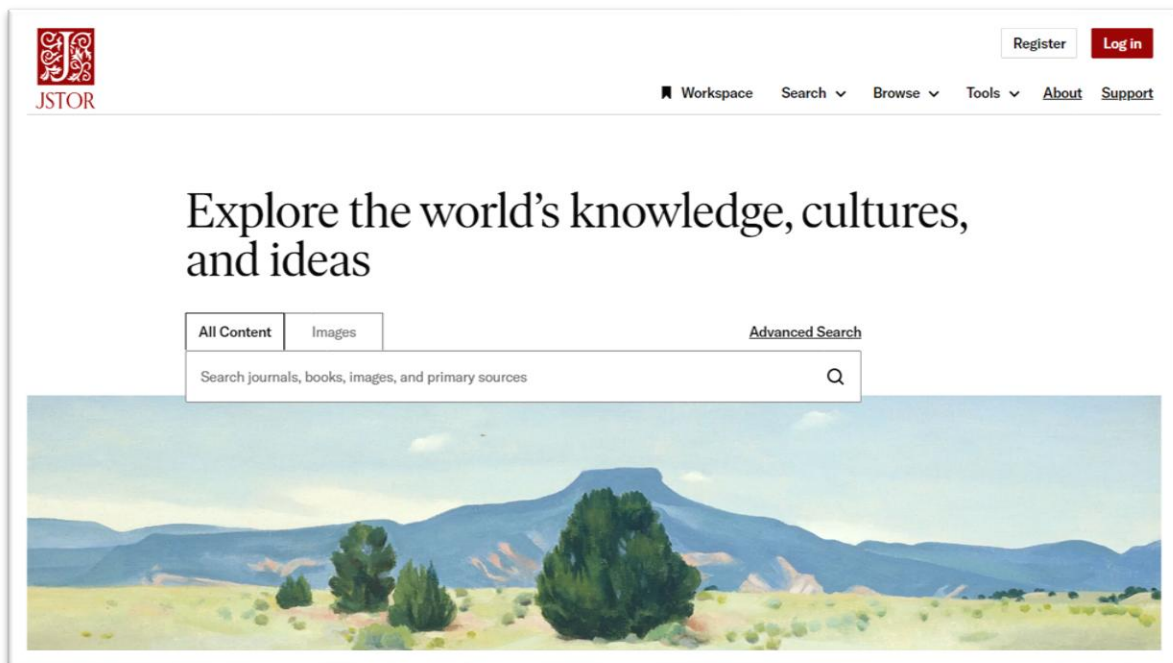 Register
Log in
JSTOR
Workspace Search Browse Tools About Support
Explore the world’s knowledge, cultures,
and ideas
All Content Images Advanced Search
Search journals, books, images, and primary sources